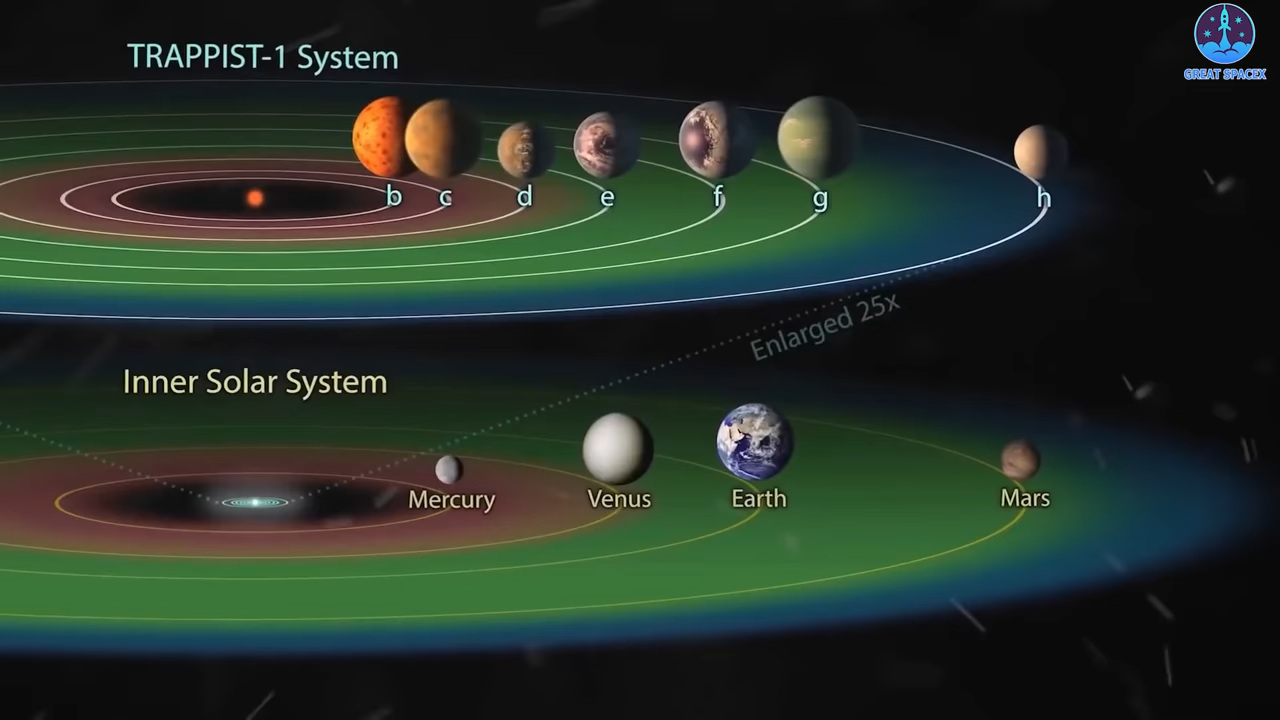 GREAT SPACEX
TRAPPIST-1 System
b
c
d
e
f
g
h
Enlarged 25x
Inner Solar System
Mercury
Venus
Earth
Mars